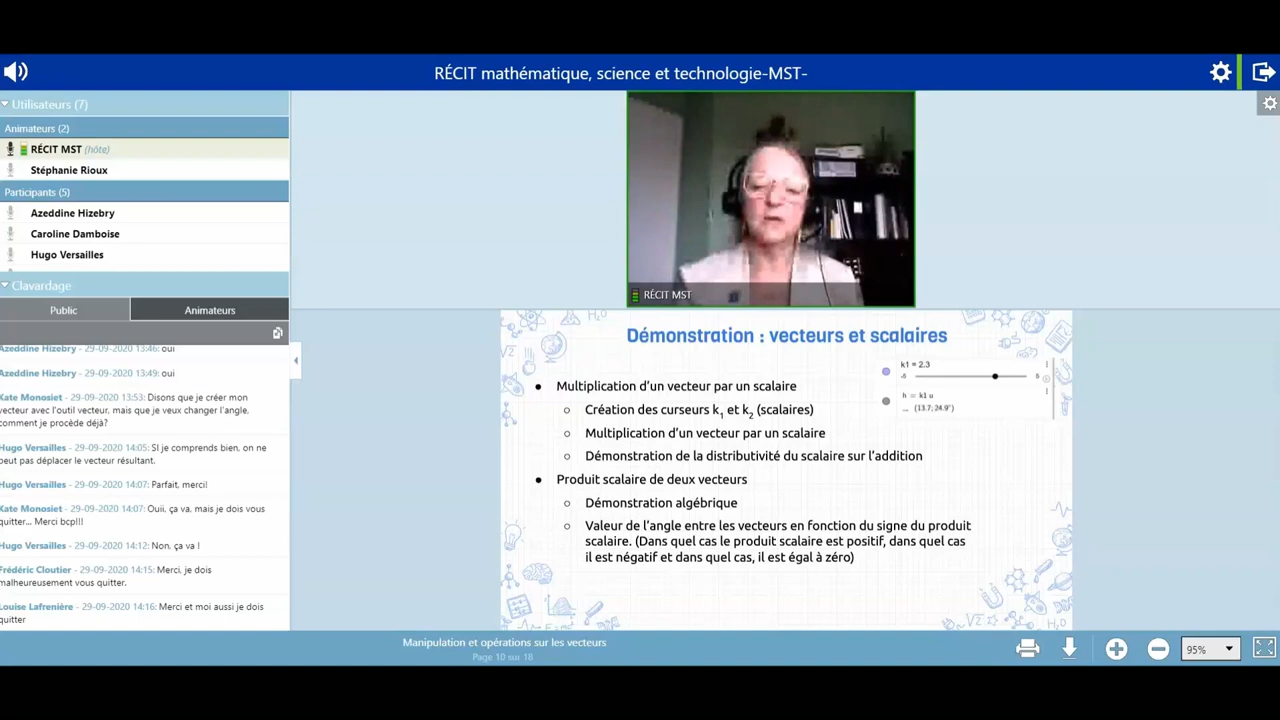 RÉCIT mathématique, science et technologie-MST-
Utilisateurs (7)
Animateurs (2)
RÉCIT MST (hôte)
Stéphanie Rioux
Participants (5)
Azeddine Hizebry
Caroline Damboise
Hugo Versailles
Clavardage
Public
Animateurs
Azeddine Hizebry - 29-09-2020 13:46: oui
Azeddine Hizebry - 29-09-2020 13:49: oui
Kate Monosiet - 29-09-2020 13:53: Disons que je créer mon
vecteur avec l'outil vecteur, mais que je veux changer l'angle,
comment je procède déjà?
Hugo Versailles - 29-09-2020 14:05: SI je comprends bien, on ne
peut pas déplacer le vecteur résultant.
Hugo Versailles - 29-09-2020 14:07: Parfait, merci!
Kate Monosiet - 29-09-2020 14:07: Ouii, ça va, mais je dois vous
quitter... Merci bcp!!!
Hugo Versailles - 29-09-2020 14:12: Non, ça va !
Frédéric Cloutier - 29-09-2020 14:15: Merci, je dois
malheureusement vous quitter.
Louise Lafrenière - 29-09-2020 14:16: Merci et moi aussi je dois
quitter
RÉCIT MST
Démonstration : vecteurs et scalaires
k1 = 2.3
-5
5
h = k1 u
... (13.7; 24.9°)
● Multiplication d'un vecteur par un scalaire
○ Création des curseurs k₁ et k₂ (scalaires)
○ Multiplication d'un vecteur par un scalaire
○ Démonstration de la distributivité du scalaire sur l'addition
● Produit scalaire de deux vecteurs
○ Démonstration algébrique
○ Valeur de l'angle entre les vecteurs en fonction du signe du produit
scalaire. (Dans quel cas le produit scalaire est positif, dans quel cas
il est négatif et dans quel cas, il est égal à zéro)
Manipulation et opérations sur les vecteurs
Page 10 sur 18
95%